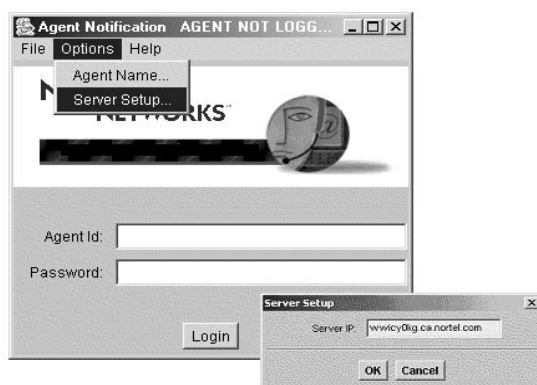 Agent Notification AGENT NOT LOGG...
File Options Help
Agent Name...
Server Setup...
Agent Id:
Password:
Login
Server Setup
Server IP: wwicy0kg.ca.nortel.com
OK Cancel